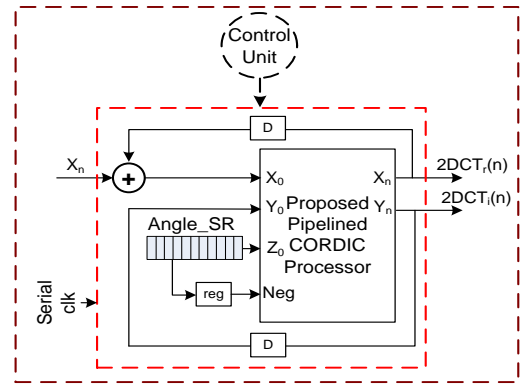 Control
Unit
D
Xn
+
2DCTr(n)
X0
Xn
2DCTi(n)
Y0
Proposed
Yn
Pipelined
Angle_SR
CORDIC
Z0
Processor
reg
Neg
Serial
clk
D